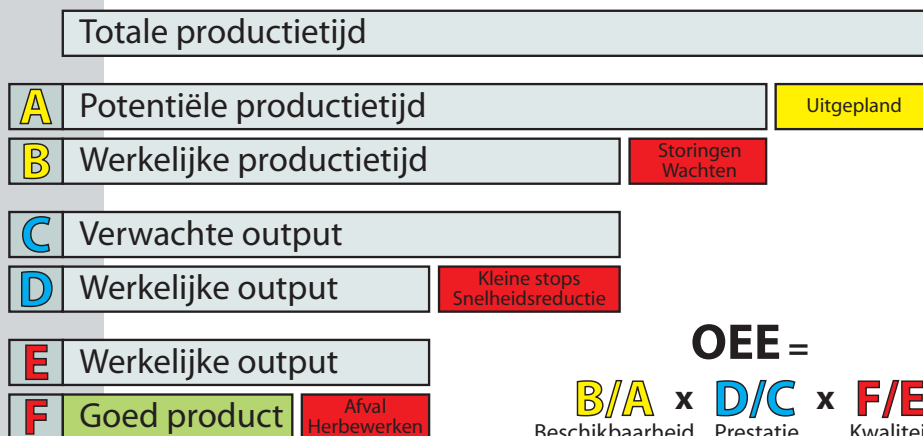 Totale productietijd
A Potentiële productietijd Uitgepland
B Werkelijke productietijd Storingen
Wachten
C Verwachte output
D Werkelijke output Kleine stops
Snelheidsreductie
E Werkelijke output
F Goed product Afval
Herbewerken
OEE =
B/A x D/C x F/E
Beschikbaarheid Prestatie Kwaliteit